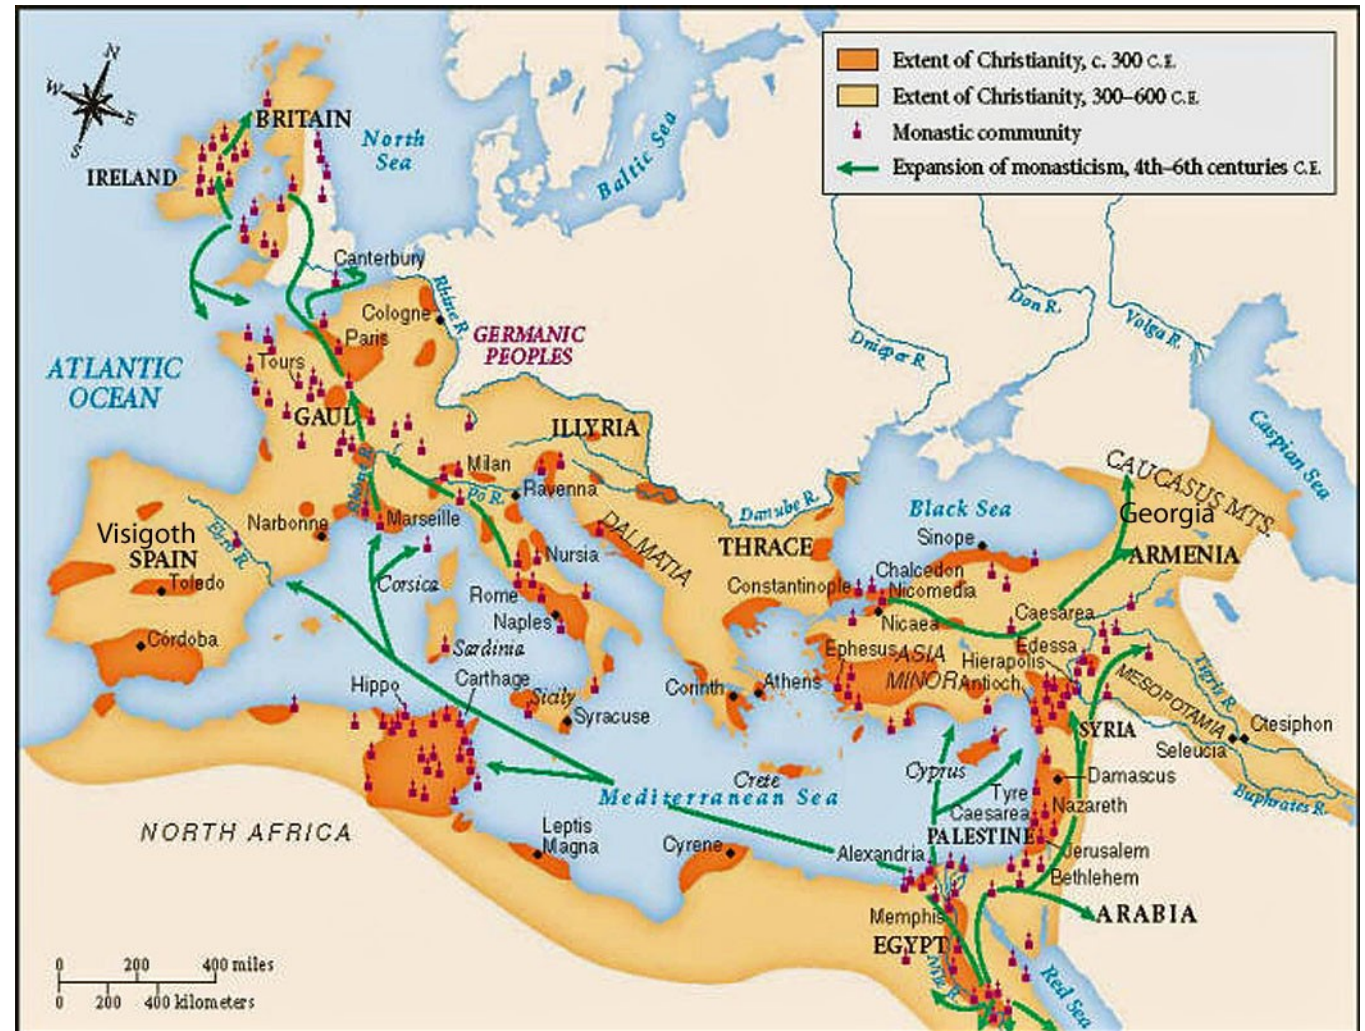 Extent of Christianity, c. 300 C.E.
Extent of Christianity, 300–600 C.E.
Monastic community
Expansion of monasticism, 4th–6th centuries C.E.
N
W
E
S
BRITAIN
North
Sea
Baltic Sea
IRELAND
Canterbury
Rhine R.
Cologne
GERMANIC
PEOPLES
Don R.
Volga R.
Dnieper R.
Paris
ATLANTIC
OCEAN
Tours
GAUL
ILLYRIA
Caspian Sea
Milan
Rhône R.
Po R.
Ravenna
CAUCASUS MTS.
Danube R.
Black Sea
Georgia
Narbonne
Marseille
Visigoth
SPAIN
Ebro R.
DALMATIA
Sinope
THRACE
ARMENIA
Nursia
Toledo
Corsica
Rome
Constantinople
Chalcedon
Nicomedia
Naples
Nicaea
Caesarea
Córdoba
Sardinia
Ephesus
ASIA
MINOR
Hierapolis
Edessa
Antioch
MESOPOTAMIA
Tigris R.
Hippo
Carthage
Sicily
Corinth
Athens
Syracuse
SYRIA
Ctesiphon
Seleucia
Crete
Cyprus
Damascus
Mediterranean Sea
Tyre
Euphrates R.
Caesarea
Nazareth
NORTH AFRICA
Leptis
Magna
Cyrene
PALESTINE
Alexandria
Jerusalem
Bethlehem
Memphis
ARABIA
EGYPT
Nile R.
Red Sea
0 200 400 miles
0 200 400 kilometers